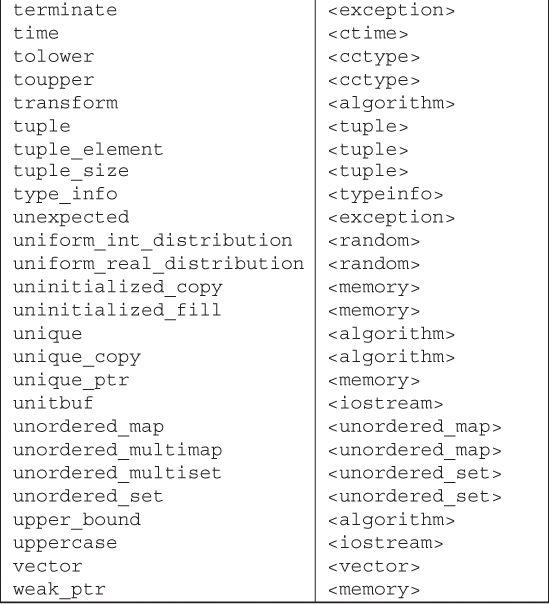 terminate <exception>
time <ctime>
tolower <cctype>
toupper <cctype>
transform <algorithm>
tuple <tuple>
tuple_element <tuple>
tuple_size <tuple>
type_info <typeinfo>
unexpected <exception>
uniform_int_distribution <random>
uniform_real_distribution <random>
uninitialized_copy <memory>
uninitialized_fill <memory>
unique <algorithm>
unique_copy <algorithm>
unique_ptr <memory>
unitbuf <iostream>
unordered_map <unordered_map>
unordered_multimap <unordered_map>
unordered_multiset <unordered_set>
unordered_set <unordered_set>
upper_bound <algorithm>
uppercase <iostream>
vector <vector>
weak_ptr <memory>